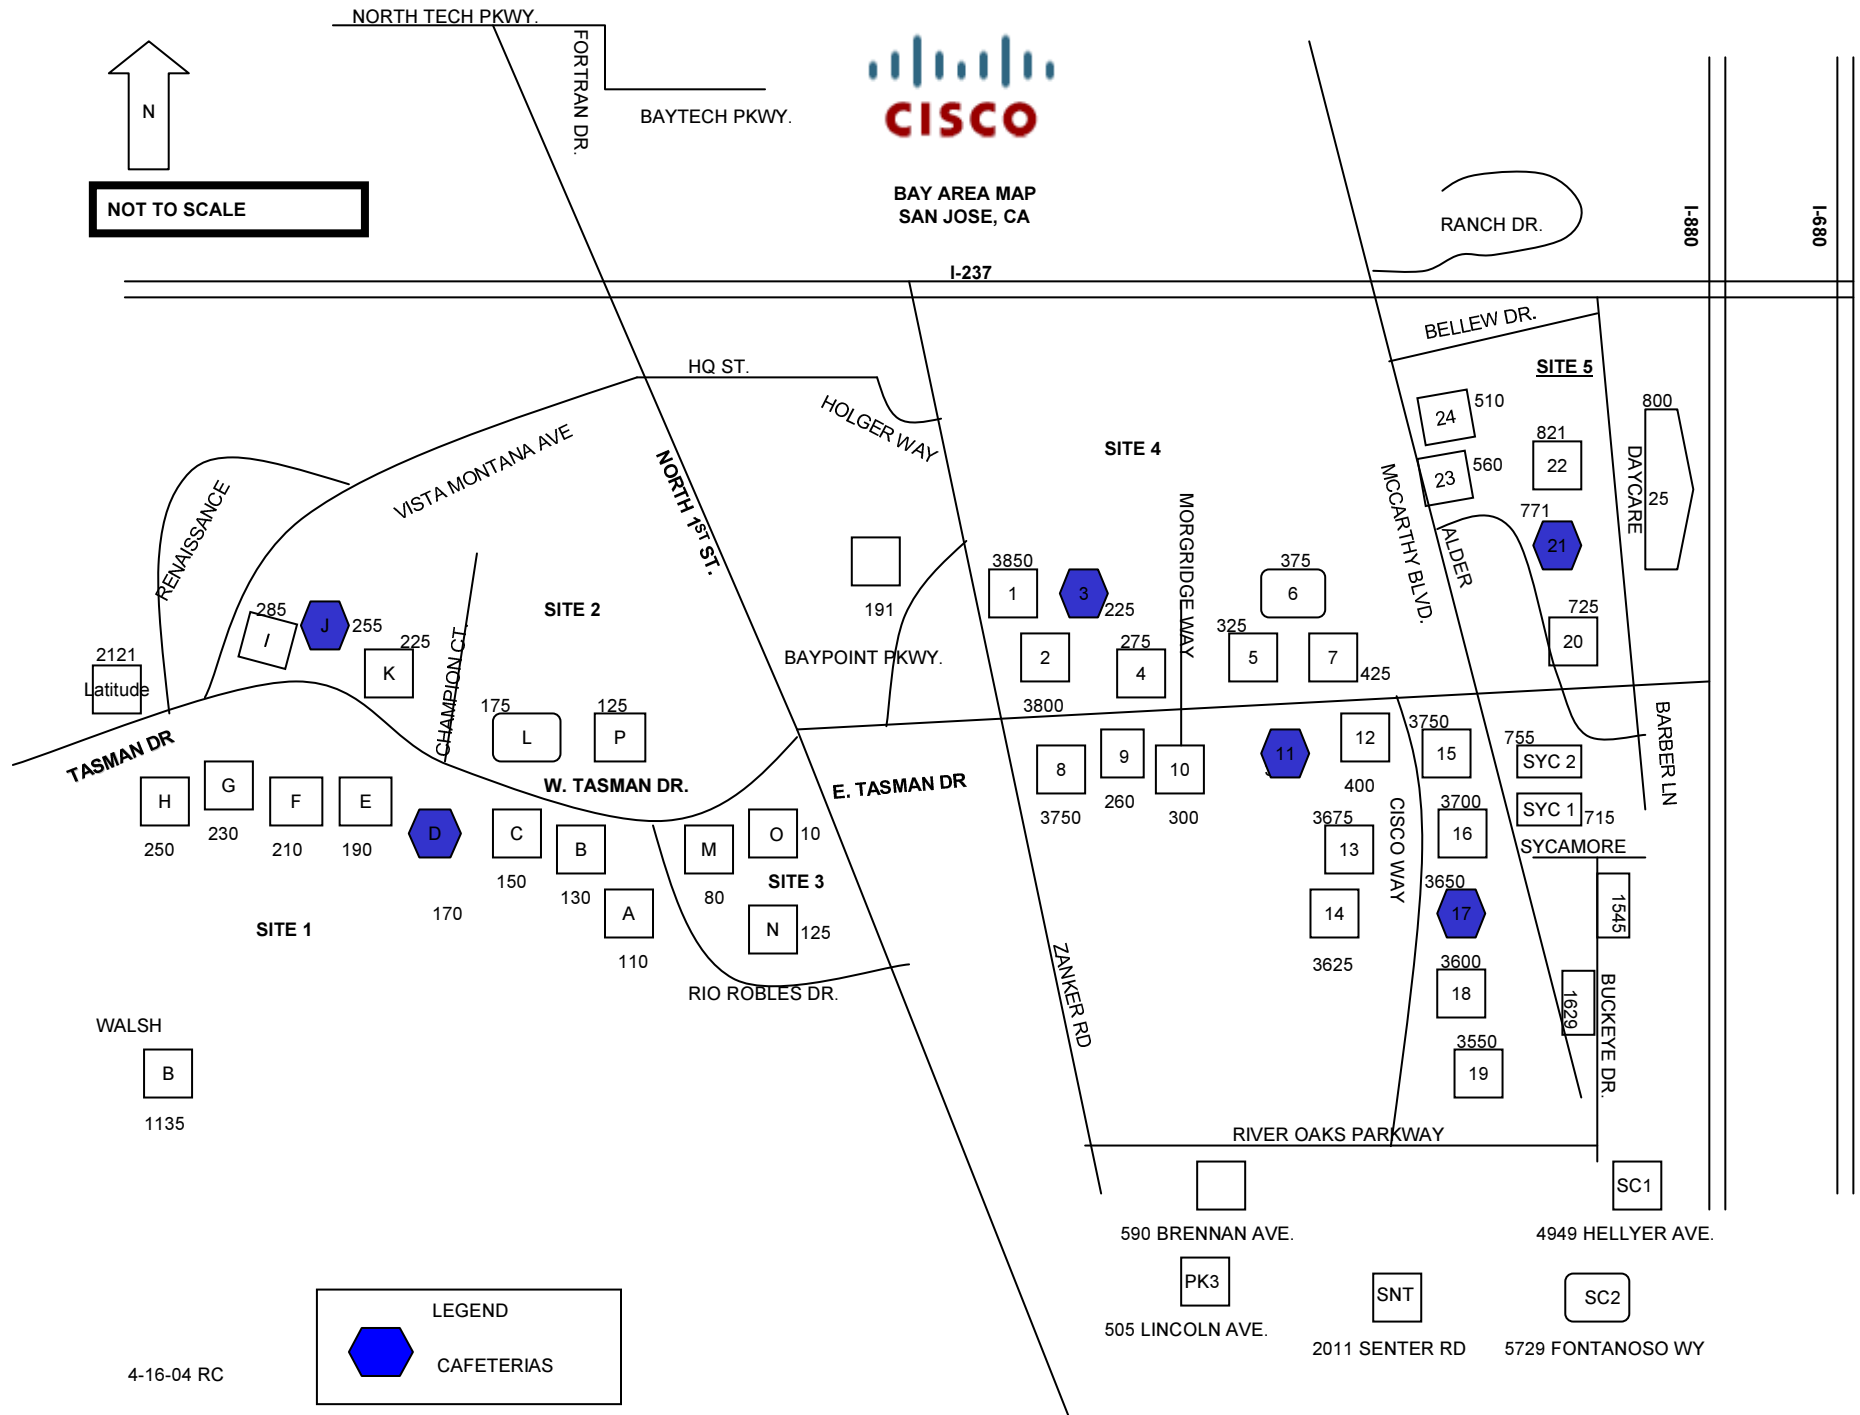 NORTH TECH PKWY.
FORTRAN DR.
BAYTECH PKWY.
N
NOT TO SCALE
CISCO
BAY AREA MAP
SAN JOSE, CA
RANCH DR.
I-880
I-680
I-237
BELLEW DR.
HQ ST.
HOLGER WAY
SITE 5
VISTA MONTANA AVE
NORTH 1ST ST.
SITE 4
MCCARTHY BLVD.
24
510
23
560
821
22
771
21
DAYCARE
800
25
RENAISSANCE
MORGRIDGE WAY
ALDER
191
3850
1
3
225
375
6
2
275
4
325
5
7
425
725
20
285
I
J
255
225
K
SITE 2
CHAMPION CT.
BAYPOINT PKWY.
2121
Latitude
175
L
125
P
3800
TASMAN DR
W. TASMAN DR.
E. TASMAN DR
8
3750
9
260
10
300
11
12
400
3750
15
755
SYC 2
BARBER LN
H
250
G
230
F
210
E
190
D
170
C
150
B
130
A
110
M
80
O
10
SITE 3
N
125
SITE 1
3675
13
CISCO WAY
3700
16
SYC 1
715
SYCAMORE
14
3625
3650
17
1545
ZANKER RD
RIO ROBLES DR.
3600
18
1629
BUCKEYE DR.
3550
19
WALSH
B
1135
RIVER OAKS PARKWAY
590 BRENNAN AVE.
SC1
4949 HELLYER AVE.
PK3
505 LINCOLN AVE.
SNT
2011 SENTER RD
SC2
5729 FONTANOSO WY
LEGEND
CAFETERIAS
4-16-04 RC